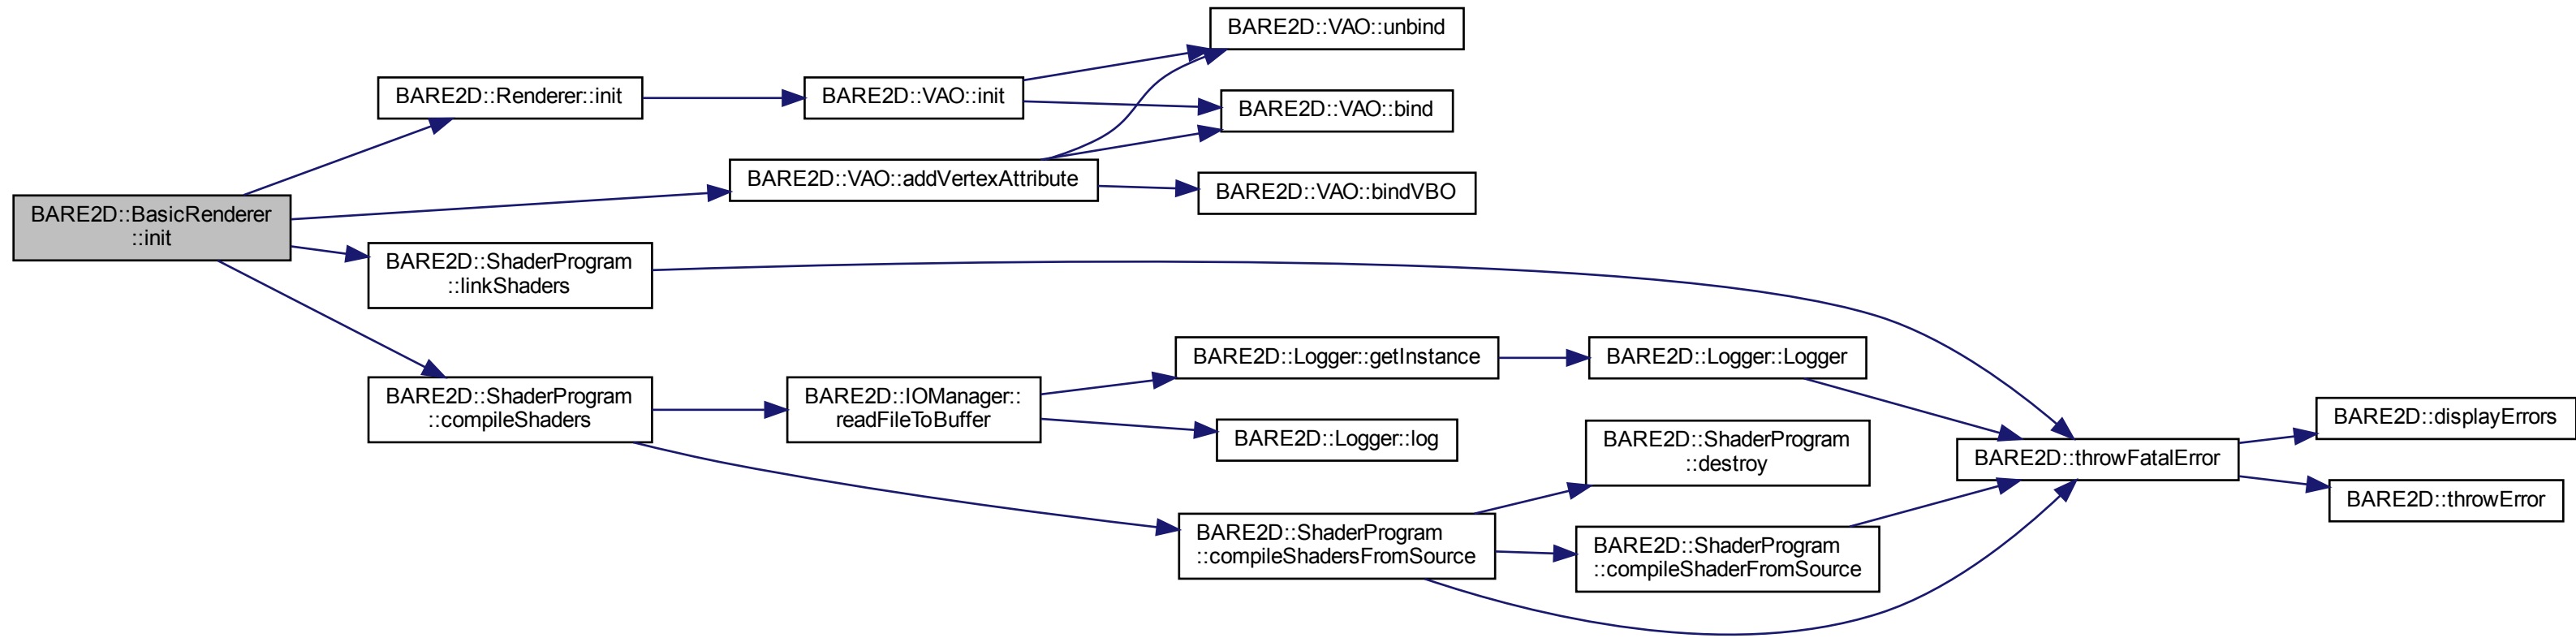 BARE2D::VAO::unbind
BARE2D::Renderer::init
BARE2D::VAO::init
BARE2D::VAO::bind
BARE2D::VAO::addVertexAttribute
BARE2D::VAO::bindVBO
BARE2D::BasicRenderer
::init
BARE2D::ShaderProgram
::linkShaders
BARE2D::Logger::getInstance
BARE2D::Logger::Logger
BARE2D::ShaderProgram
::compileShaders
BARE2D::IOManager::
readFileToBuffer
BARE2D::Logger::log
BARE2D::ShaderProgram
::destroy
BARE2D::throwFatalError
BARE2D::displayErrors
BARE2D::throwError
BARE2D::ShaderProgram
::compileShadersFromSource
BARE2D::ShaderProgram
::compileShaderFromSource